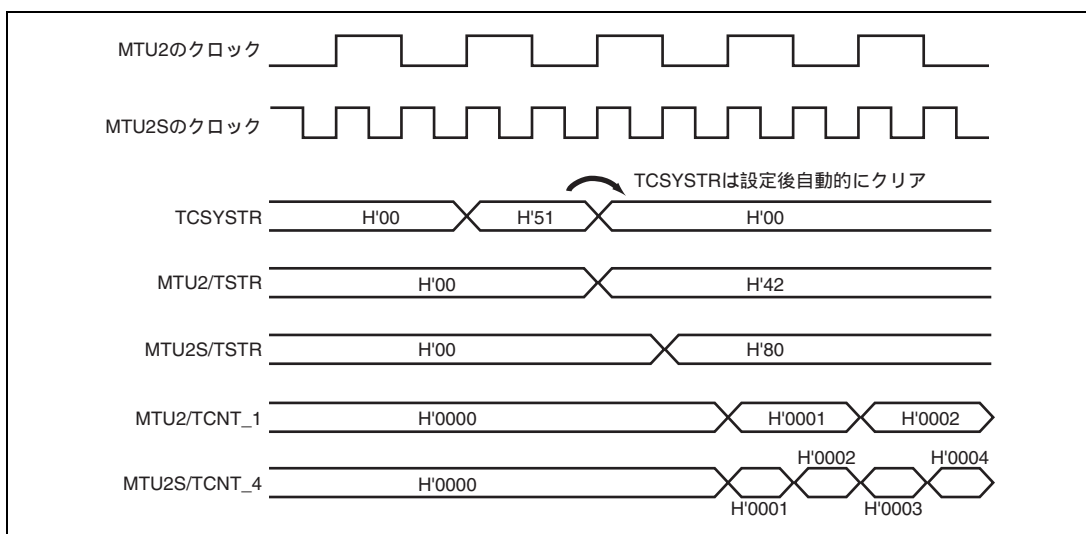 MTU2のクロック
MTU2Sのクロック
TCSYSTRは設定後自動的にクリア
TCSYSTR H'00 H'51 H'00
MTU2/TSTR H'00 H'42
MTU2S/TSTR H'00 H'80
MTU2/TCNT_1 H'0000 H'0001 H'0002
H'0002 H'0004
MTU2S/TCNT_4 H'0000
H'0001 H'0003